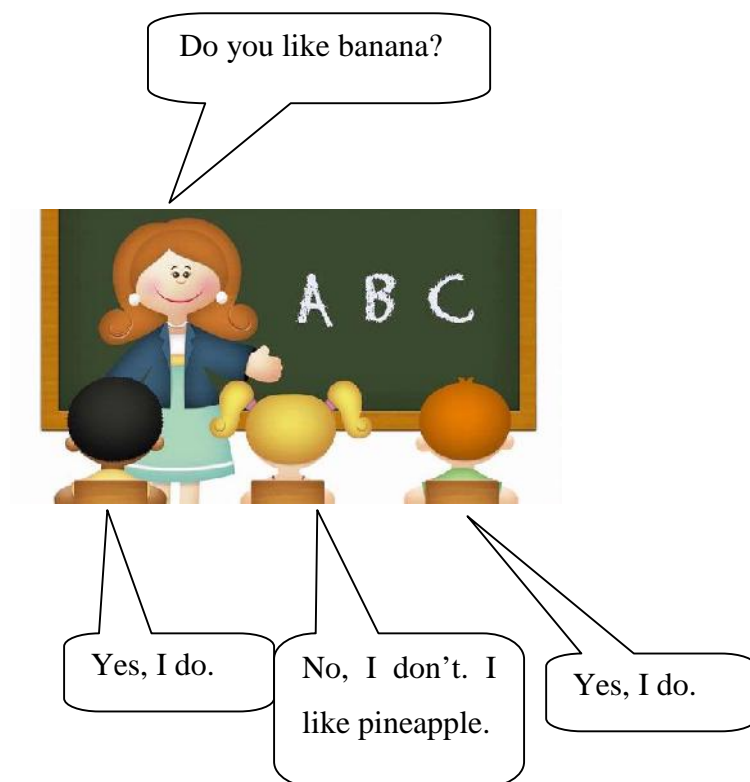 Do you like banana?
A B C
Yes, I do.
No, I don't. I
like pineapple.
Yes, I do.